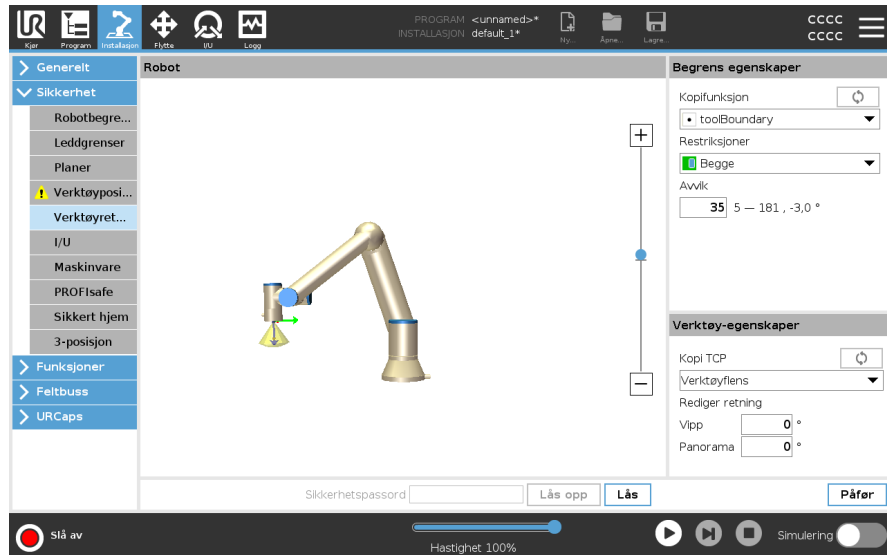 PROGRAM <unnamed>*
INSTALLASJON default_1*
Kjør Program Installasjon Flytte I/U Logg
Ny... Åpne... Lagre...
CCCC
CCCC
Generelt
Sikkerhet
Robotbegre...
Leddgrenser
Planer
Verktøyposi...
Verktøyret...
I/U
Maskinvare
PROFIsafe
Sikkert hjem
3-posisjon
Funksjoner
Feltbuss
URCaps
Robot
Begrens egenskaper
Kopifunksjon
toolBoundary
Restriksjoner
Begge
Avvik
35 5 — 181 , -3,0 °
Verktøy-egenskaper
Kopi TCP
Verktøyflens
Rediger retning
Vipp 0 °
Panorama 0 °
Sikkerhetspassord Lås opp Lås Påfør
Slå av
Hastighet 100%
Simulering